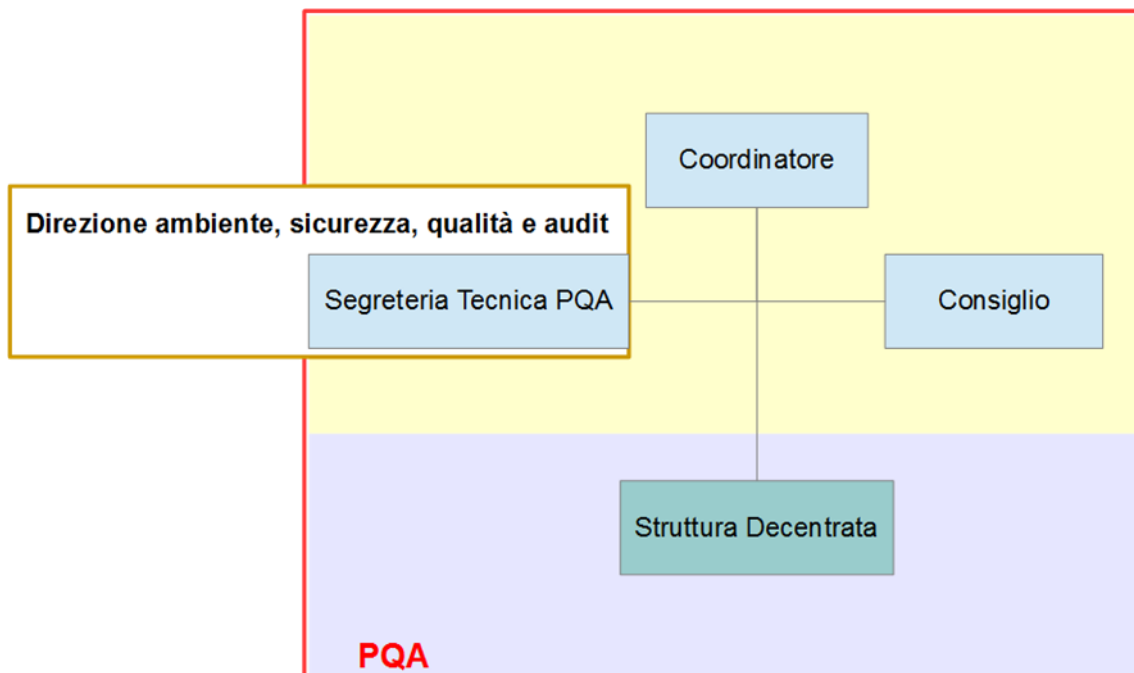 Coordinatore
Direzione ambiente, sicurezza, qualità e audit
Segreteria Tecnica PQA
Consiglio
Struttura Decentrata
PQA